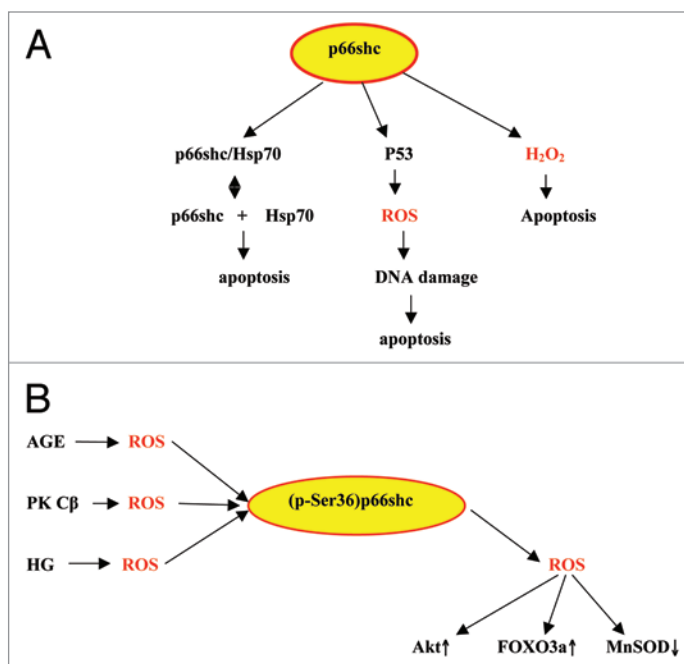 A
p66shc
p66shc/Hsp70 P53 H₂O₂
p66shc + Hsp70 ROS Apoptosis
apoptosis DNA damage
apoptosis
B
AGE ROS
PK Cβ ROS (p-Ser36)p66shc
HG ROS ROS
Akt↑ FOXO3a↑ MnSOD↓